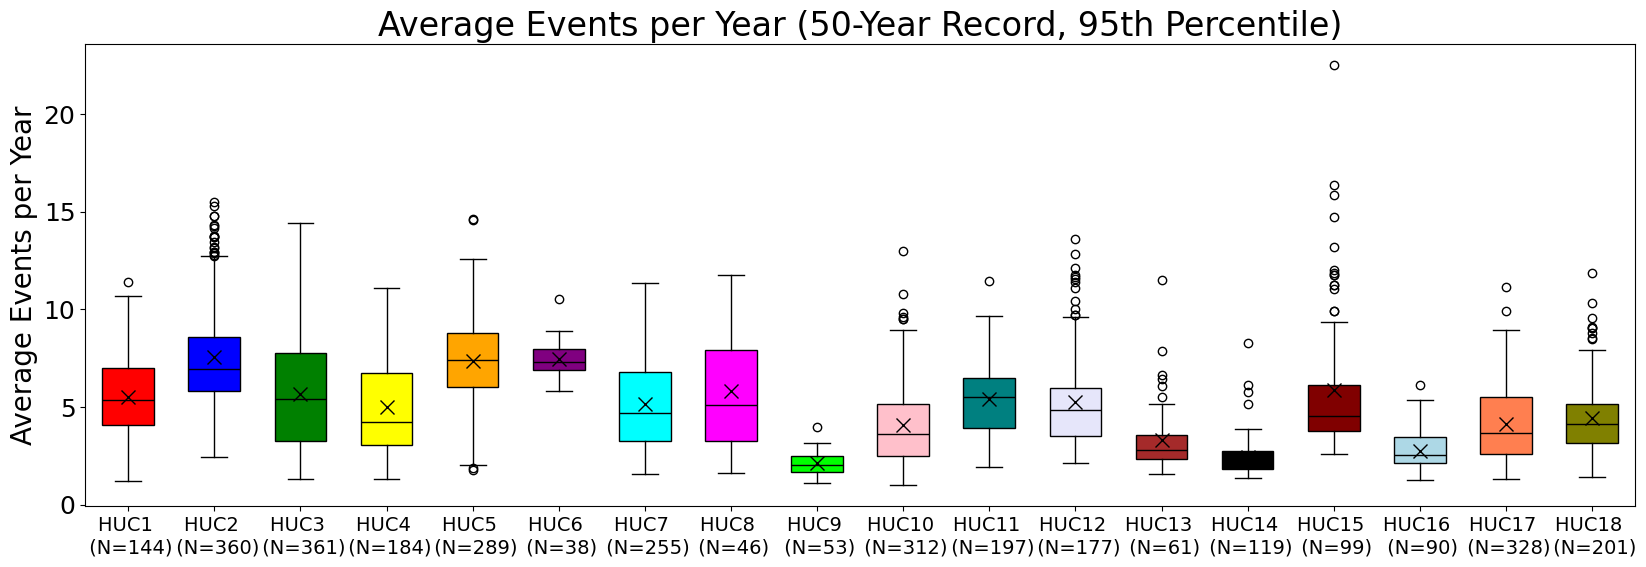 Average Events per Year (50-Year Record, 95th Percentile)
Average Events per Year
20
15
10
5
0
HUC1 HUC2 HUC3 HUC4 HUC5 HUC6 HUC7 HUC8 HUC9 HUC10 HUC11 HUC12 HUC13 HUC14 HUC15 HUC16 HUC17 HUC18
(N=144) (N=360) (N=361) (N=184) (N=289) (N=38) (N=255) (N=46) (N=53) (N=312) (N=197) (N=177) (N=61) (N=119) (N=99) (N=90) (N=328) (N=201)